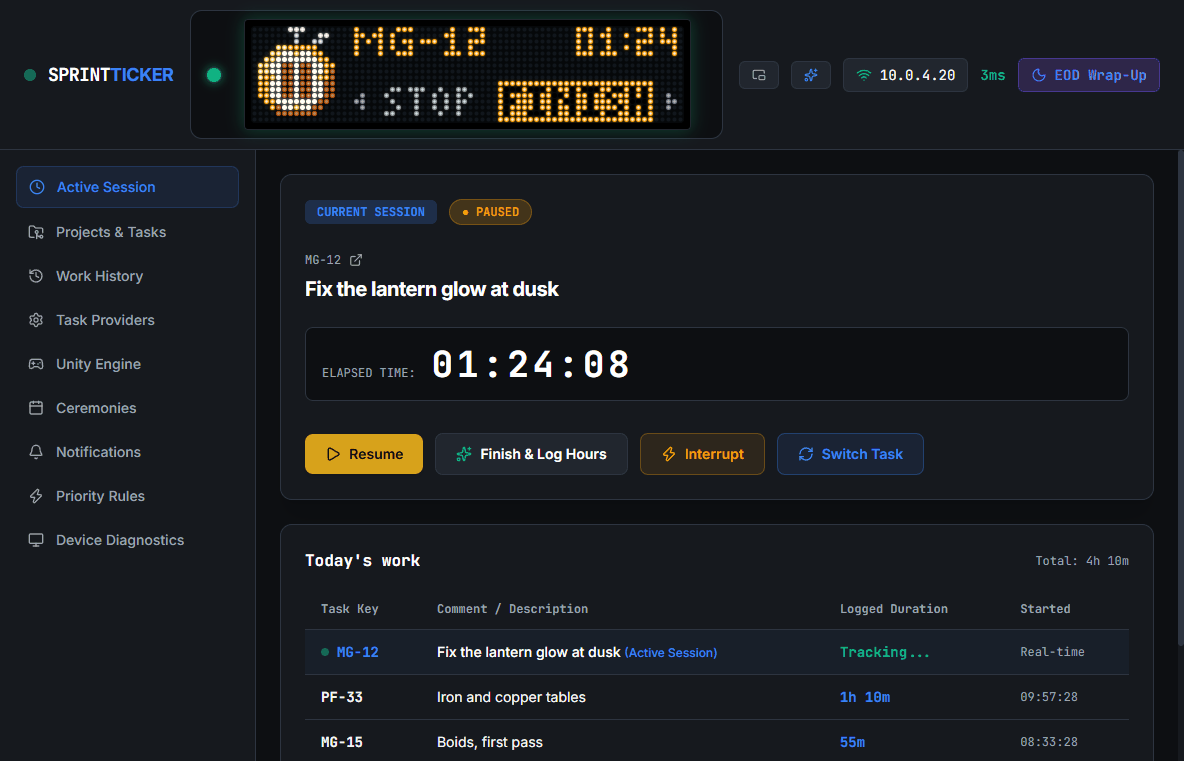 SPRINTTICKER
MG-12 01:24
STOP FINISH
10.0.4.20
3ms
EOD Wrap-Up
Active Session
Projects & Tasks
Work History
Task Providers
Unity Engine
Ceremonies
Notifications
Priority Rules
Device Diagnostics
CURRENT SESSION
PAUSED
MG-12
Fix the lantern glow at dusk
ELAPSED TIME: 01:24:08
Resume
Finish & Log Hours
Interrupt
Switch Task
Today's work
Total: 4h 10m
Task Key Comment / Description Logged Duration Started
MG-12 Fix the lantern glow at dusk (Active Session) Tracking... Real-time
PF-33 Iron and copper tables 1h 10m 09:57:28
MG-15 Boids, first pass 55m 08:33:28